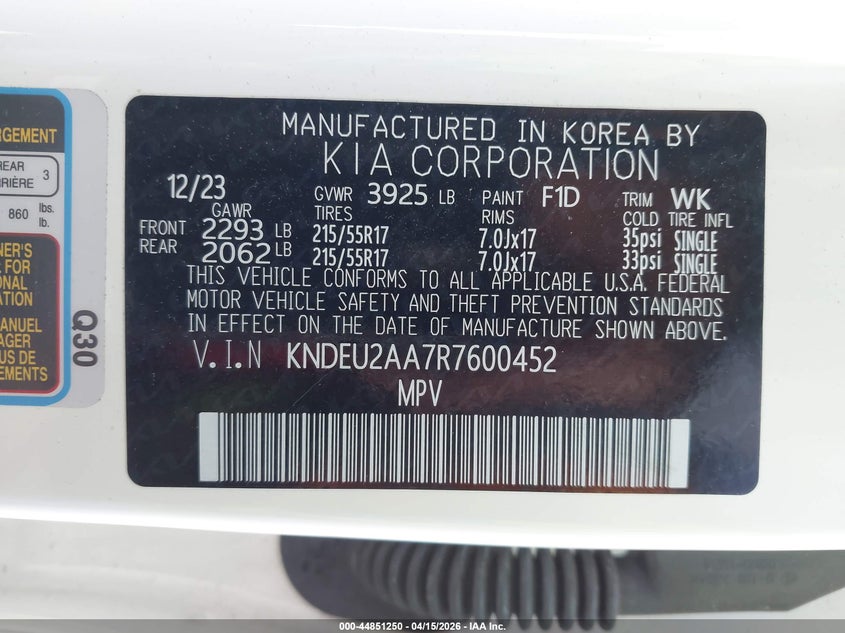 RGEMENT
REAR 3
RRIÈRE
860 lbs.
lb.
NER'S
L FOR
ONAL
ATION
MANUEL
AGER
US DE
EMENTS
Q30
MANUFACTURED IN KOREA BY
KIA CORPORATION
12/23 GVWR 3925 LB PAINT F1D TRIM WK
GAWR TIRES RIMS COLD TIRE INFL
FRONT 2293 LB 215/55R17 7.0Jx17 35psi SINGLE
REAR 2062 LB 215/55R17 7.0Jx17 33psi SINGLE
THIS VEHICLE CONFORMS TO ALL APPLICABLE U.S.A. FEDERAL
MOTOR VEHICLE SAFETY AND THEFT PREVENTION STANDARDS
IN EFFECT ON THE DATE OF MANUFACTURE SHOWN ABOVE.
V.I.N KNDEU2AA7R7600452
MPV
000-44851250 - 04/15/2026 - IAA Inc.